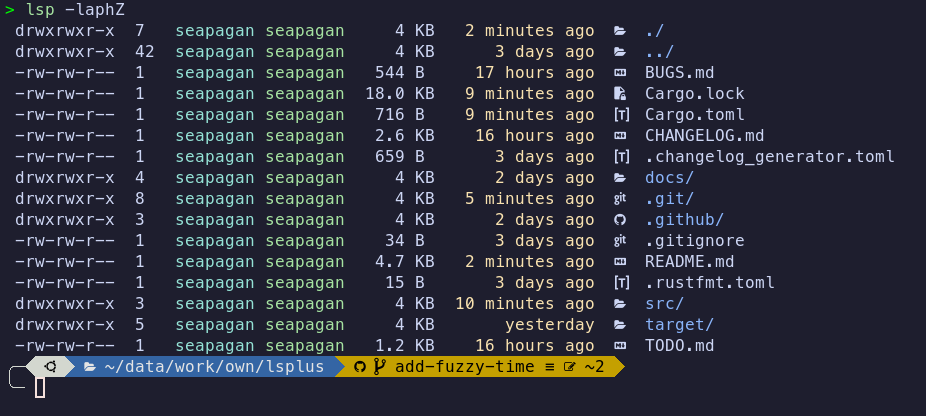 > lsp -laphZ
drwxrwxr-x 7 seapagan seapagan 4 KB 2 minutes ago ./
drwxrwxr-x 42 seapagan seapagan 4 KB 3 days ago ../
-rw-rw-r-- 1 seapagan seapagan 544 B 17 hours ago BUGS.md
-rw-rw-r-- 1 seapagan seapagan 18.0 KB 9 minutes ago Cargo.lock
-rw-rw-r-- 1 seapagan seapagan 716 B 9 minutes ago [T] Cargo.toml
-rw-rw-r-- 1 seapagan seapagan 2.6 KB 16 hours ago CHANGELOG.md
-rw-rw-r-- 1 seapagan seapagan 659 B 3 days ago [T] .changelog_generator.toml
drwxrwxr-x 4 seapagan seapagan 4 KB 2 days ago docs/
drwxrwxr-x 8 seapagan seapagan 4 KB 5 minutes ago git .git/
drwxrwxr-x 3 seapagan seapagan 4 KB 2 days ago .github/
-rw-rw-r-- 1 seapagan seapagan 34 B 3 days ago git .gitignore
-rw-rw-r-- 1 seapagan seapagan 4.7 KB 2 minutes ago README.md
-rw-rw-r-- 1 seapagan seapagan 15 B 3 days ago [T] .rustfmt.toml
drwxrwxr-x 3 seapagan seapagan 4 KB 10 minutes ago src/
drwxrwxr-x 5 seapagan seapagan 4 KB yesterday target/
-rw-rw-r-- 1 seapagan seapagan 1.2 KB 16 hours ago TODO.md
~/data/work/own/lsplus add-fuzzy-time ≡ ~2